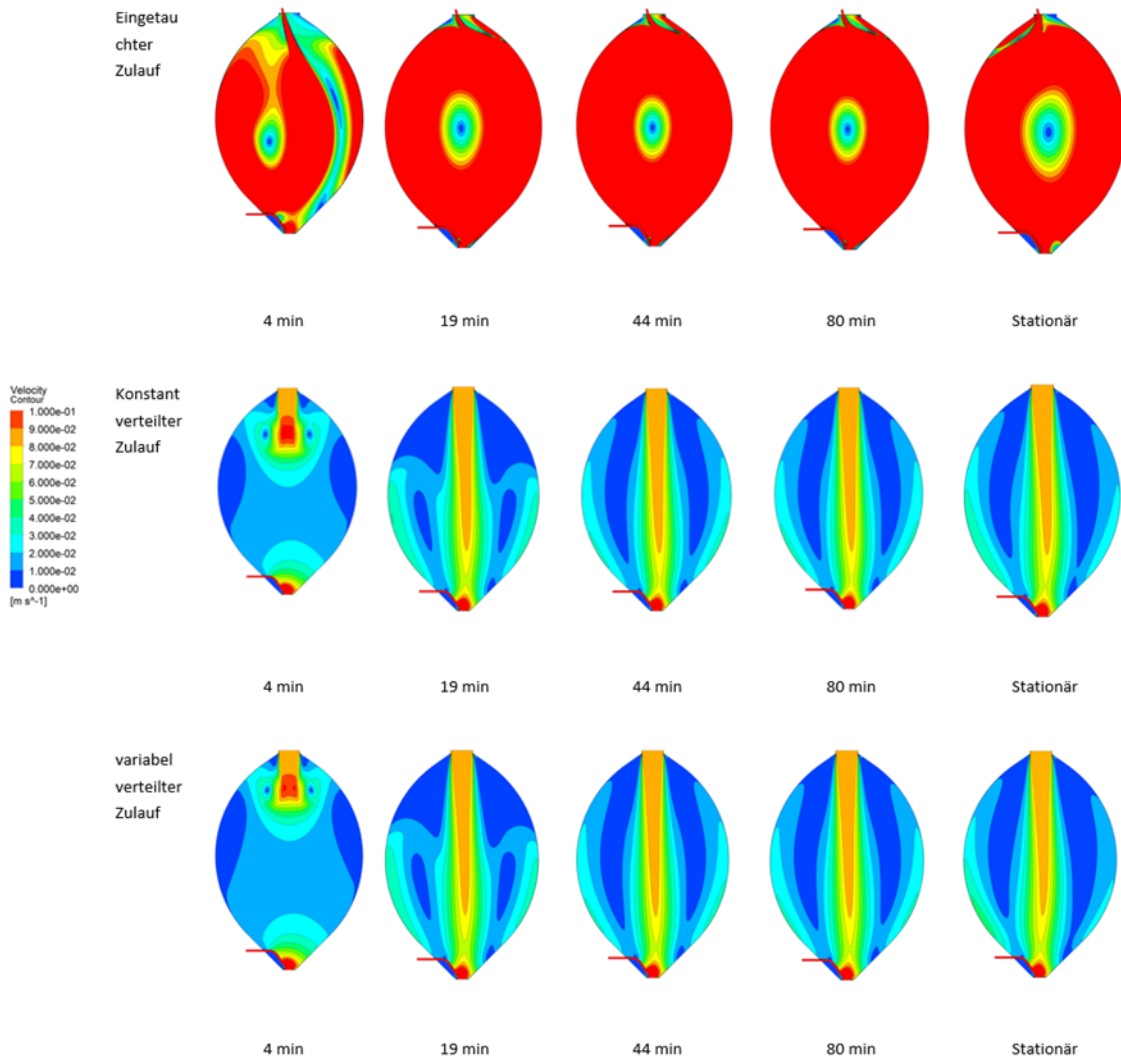 Eingetau
chter
Zulauf
4 min
19 min
44 min
80 min
Stationär
Velocity
Contour
1.000e-01
9.000e-02
8.000e-02
7.000e-02
6.000e-02
5.000e-02
4.000e-02
3.000e-02
2.000e-02
1.000e-02
0.000e+00
[m s^-1]
Konstant
verteilter
Zulauf
4 min
19 min
44 min
80 min
Stationär
variabel
verteilter
Zulauf
4 min
19 min
44 min
80 min
Stationär